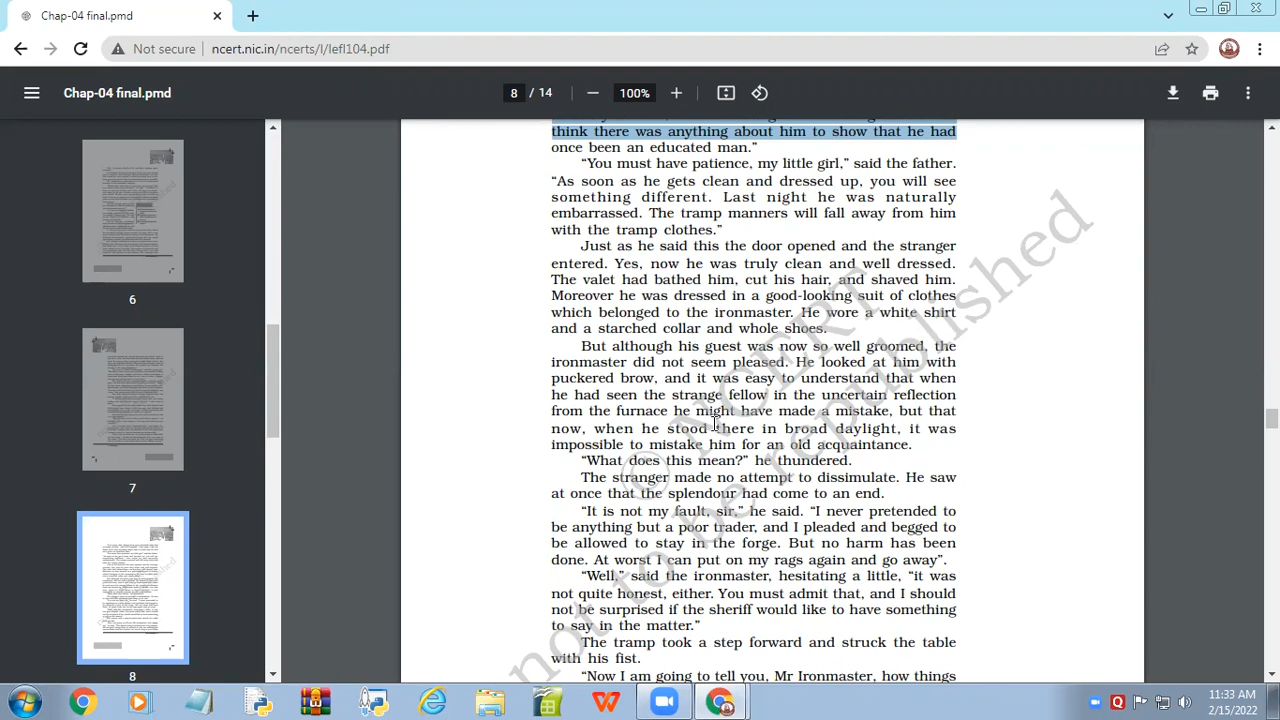 Chap-04 final.pmd
Not secure
ncert.nic.in/ncerts/l/lefl104.pdf
Chap-04 final.pmd
8 / 14
100%
think there was anything about him to show that he had
once been an educated man.”
“You must have patience, my little girl,” said the father.
“As soon as he gets clean and dressed up, you will see
something different. Last night he was naturally
embarrassed. The tramp manners will fall away from him
with the tramp clothes.”
Just as he said this the door opened and the stranger
entered. Yes, now he was truly clean and well dressed.
The valet had bathed him, cut his hair, and shaved him.
Moreover he was dressed in a good-looking suit of clothes
which belonged to the ironmaster. He wore a white shirt
and a starched collar and whole shoes.
But although his guest was now so well groomed, the
ironmaster did not seem pleased. He looked at him with
puckered brow, and it was easy to understand that when
he had seen the strange fellow in the uncertain reflection
from the furnace he might have made a mistake, but that
now, when he stood there in broad daylight, it was
impossible to mistake him for an old acquaintance.
“What does this mean?” he thundered.
The stranger made no attempt to dissimulate. He saw
at once that the splendour had come to an end.
“It is not my fault, sir,” he said. “I never pretended to
be anything but a poor trader, and I pleaded and begged to
be allowed to stay in the forge. But no harm has been
done. At worst I can put on my rags again and go away”.
“Well,” said the ironmaster, hesitating a little, “it was
not quite honest, either. You must admit that, and I should
not be surprised if the sheriff would like to have something
to say in the matter.”
The tramp took a step forward and struck the table
with his fist.
“Now I am going to tell you, Mr Ironmaster, how things
© NCERT
not to be republished
6
7
8
11:33 AM
2/15/2022